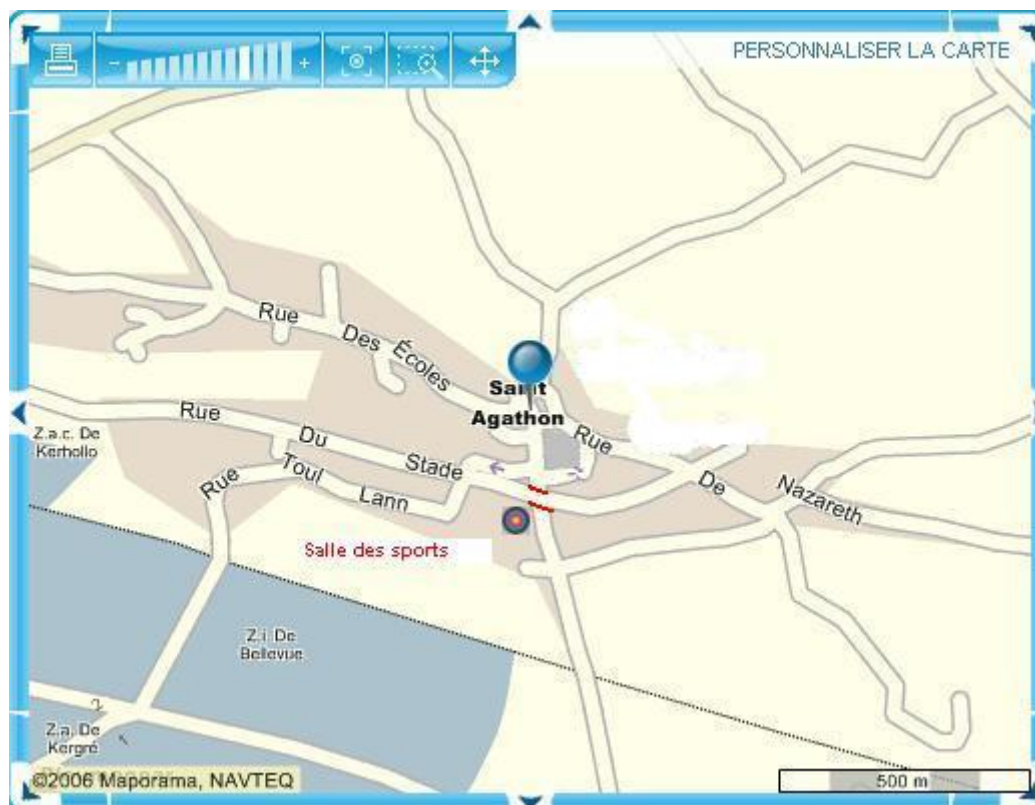 PERSONNALISER LA CARTE
- +
Rue Des Écoles
Saint
Agathon
Rue Du Stade
Rue De Nazareth
Z.a.c. De
Kerhollo
Rue Toul Lann
Salle des sports
Z.i. De
Bellevue
Z.a. De
Kergré
©2006 Maporama, NAVTEQ
500 m